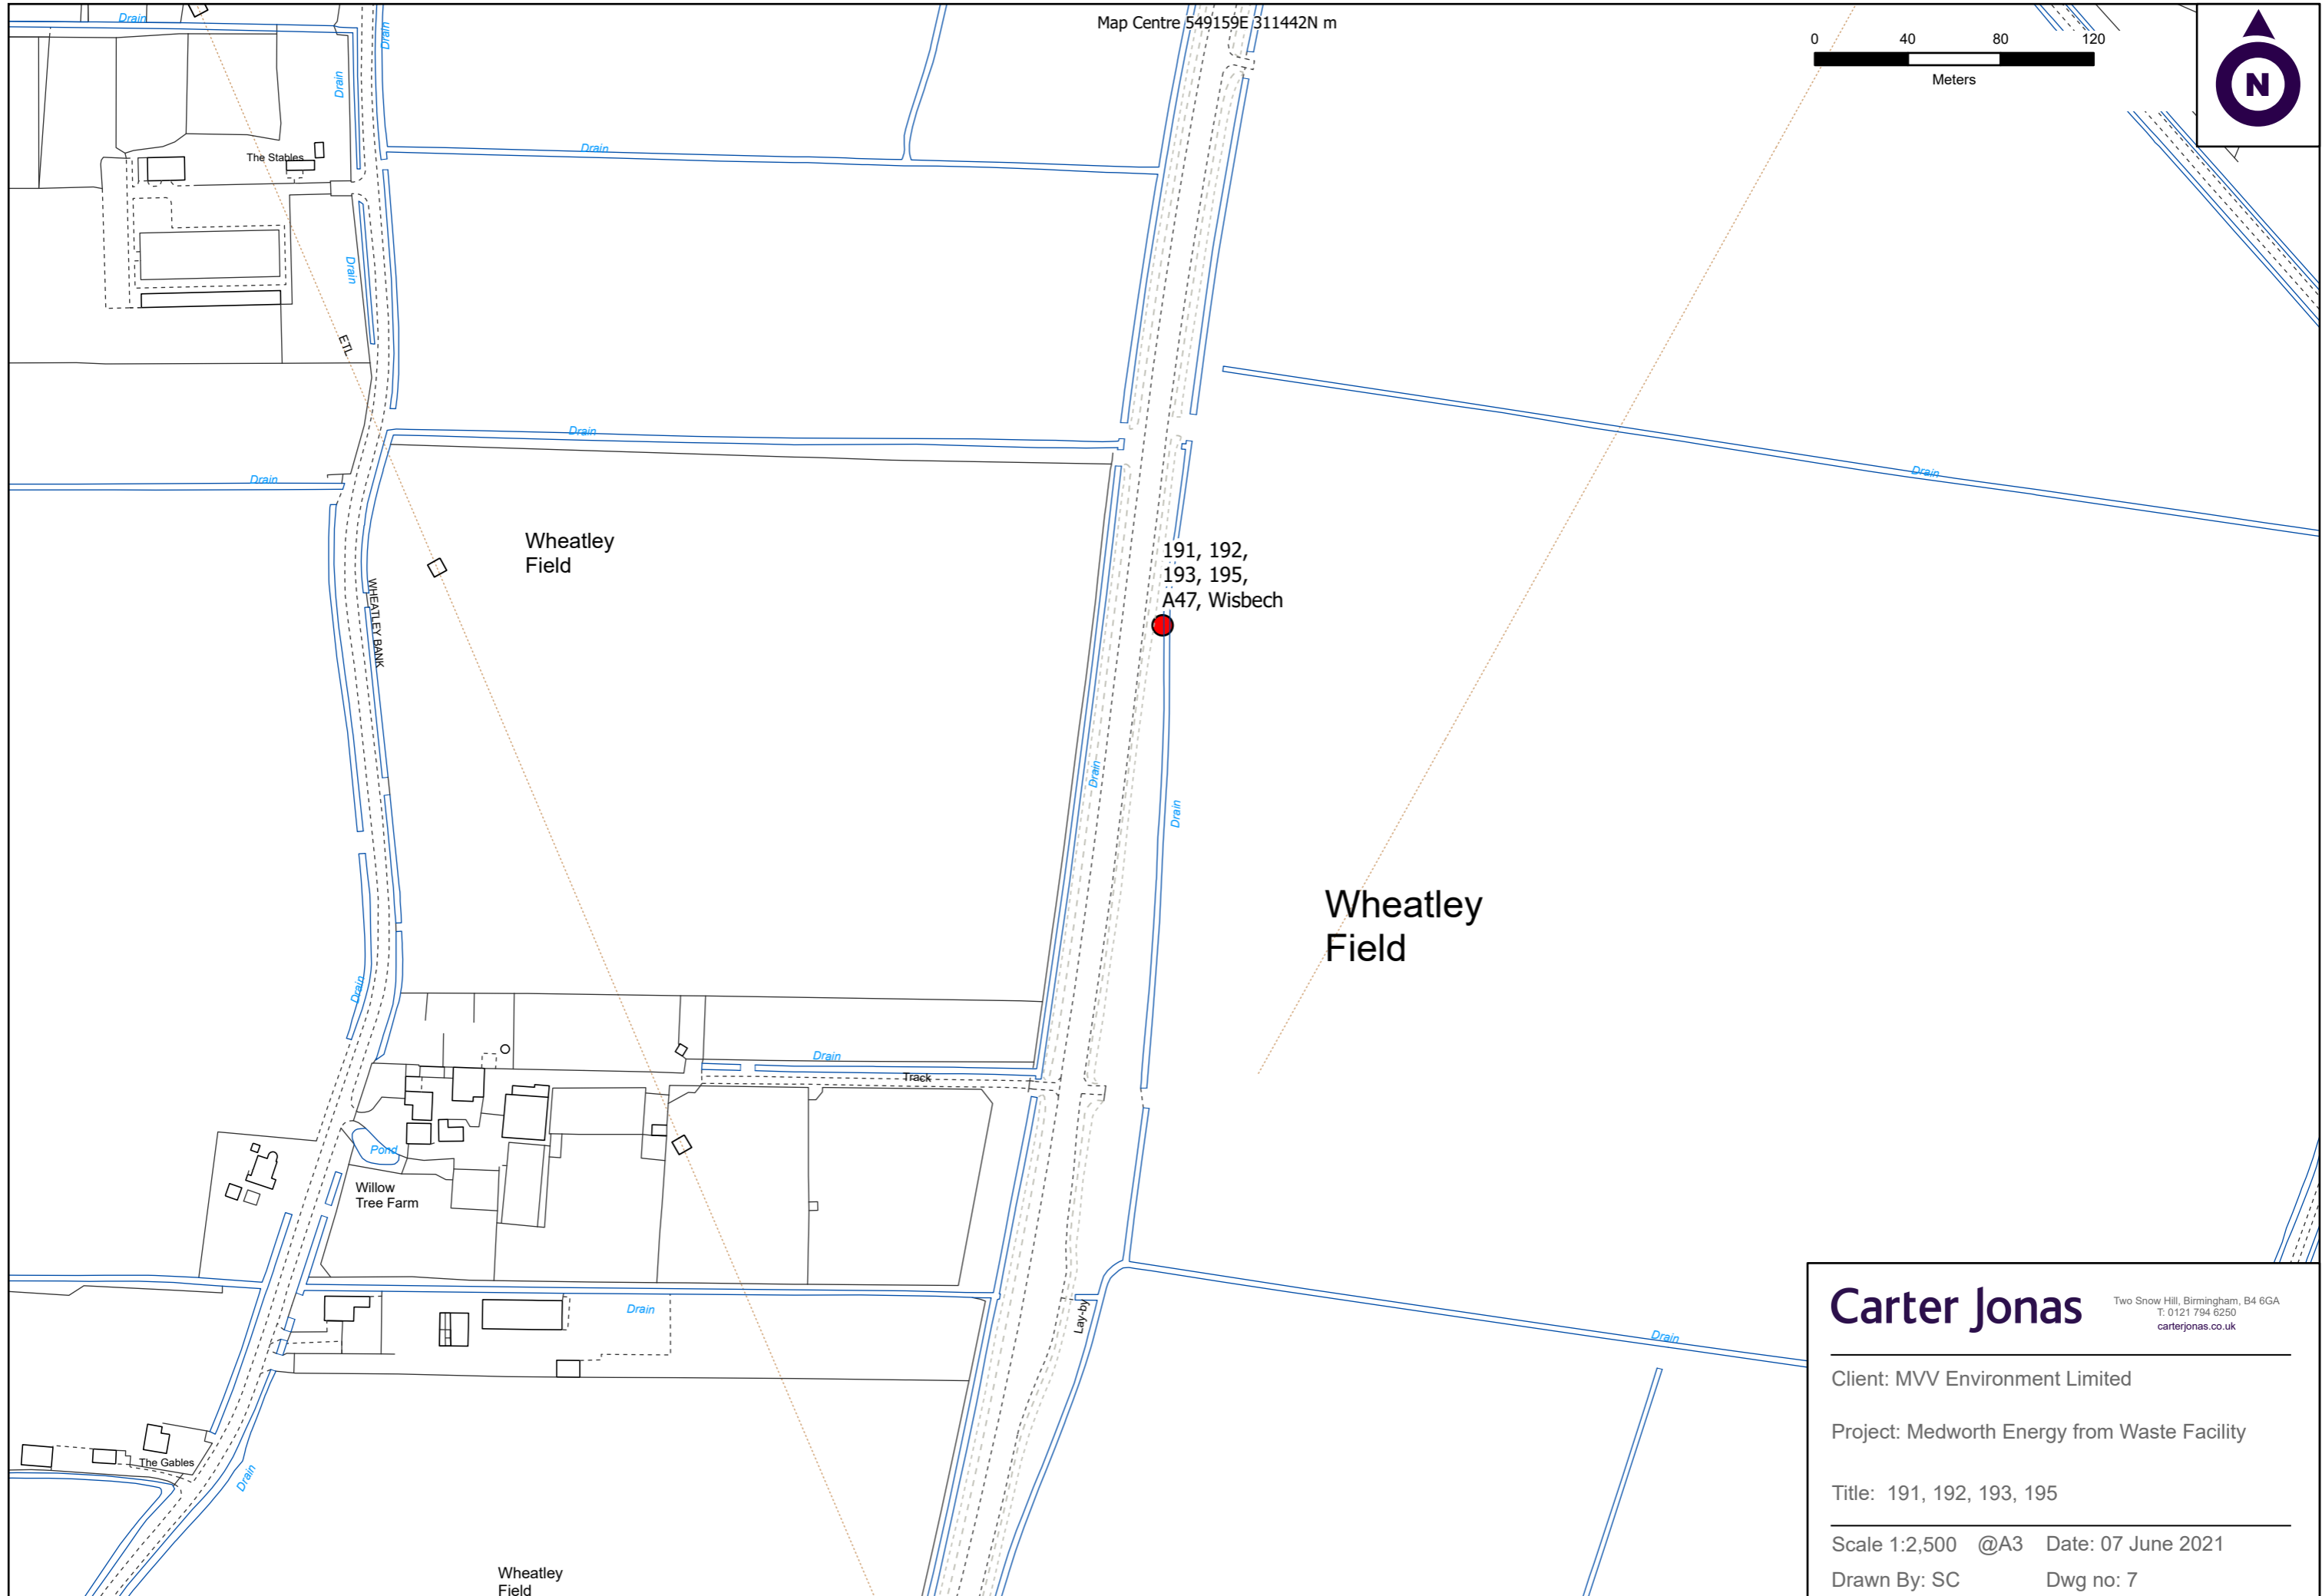 Map Centre 549159E 311442N m
0 40 80 120
Meters
N
Drain
Drain
Drain
The Stables
Drain
Drain
ETL
Drain
Drain
Drain
Wheatley
Field
WHEATLEY BANK
191, 192,
193, 195,
A47, Wisbech
Drain
Drain
Wheatley
Field
Drain
Drain
Track
Pond
Willow
Tree Farm
Drain
Lay-by
Drain
The Gables
Drain
Wheatley
Field
Carter Jonas
Two Snow Hill, Birmingham, B4 6GA
T: 0121 794 6250
carterjonas.co.uk
Client: MVV Environment Limited
Project: Medworth Energy from Waste Facility
Title: 191, 192, 193, 195
Scale 1:2,500 @A3 Date: 07 June 2021
Drawn By: SC Dwg no: 7